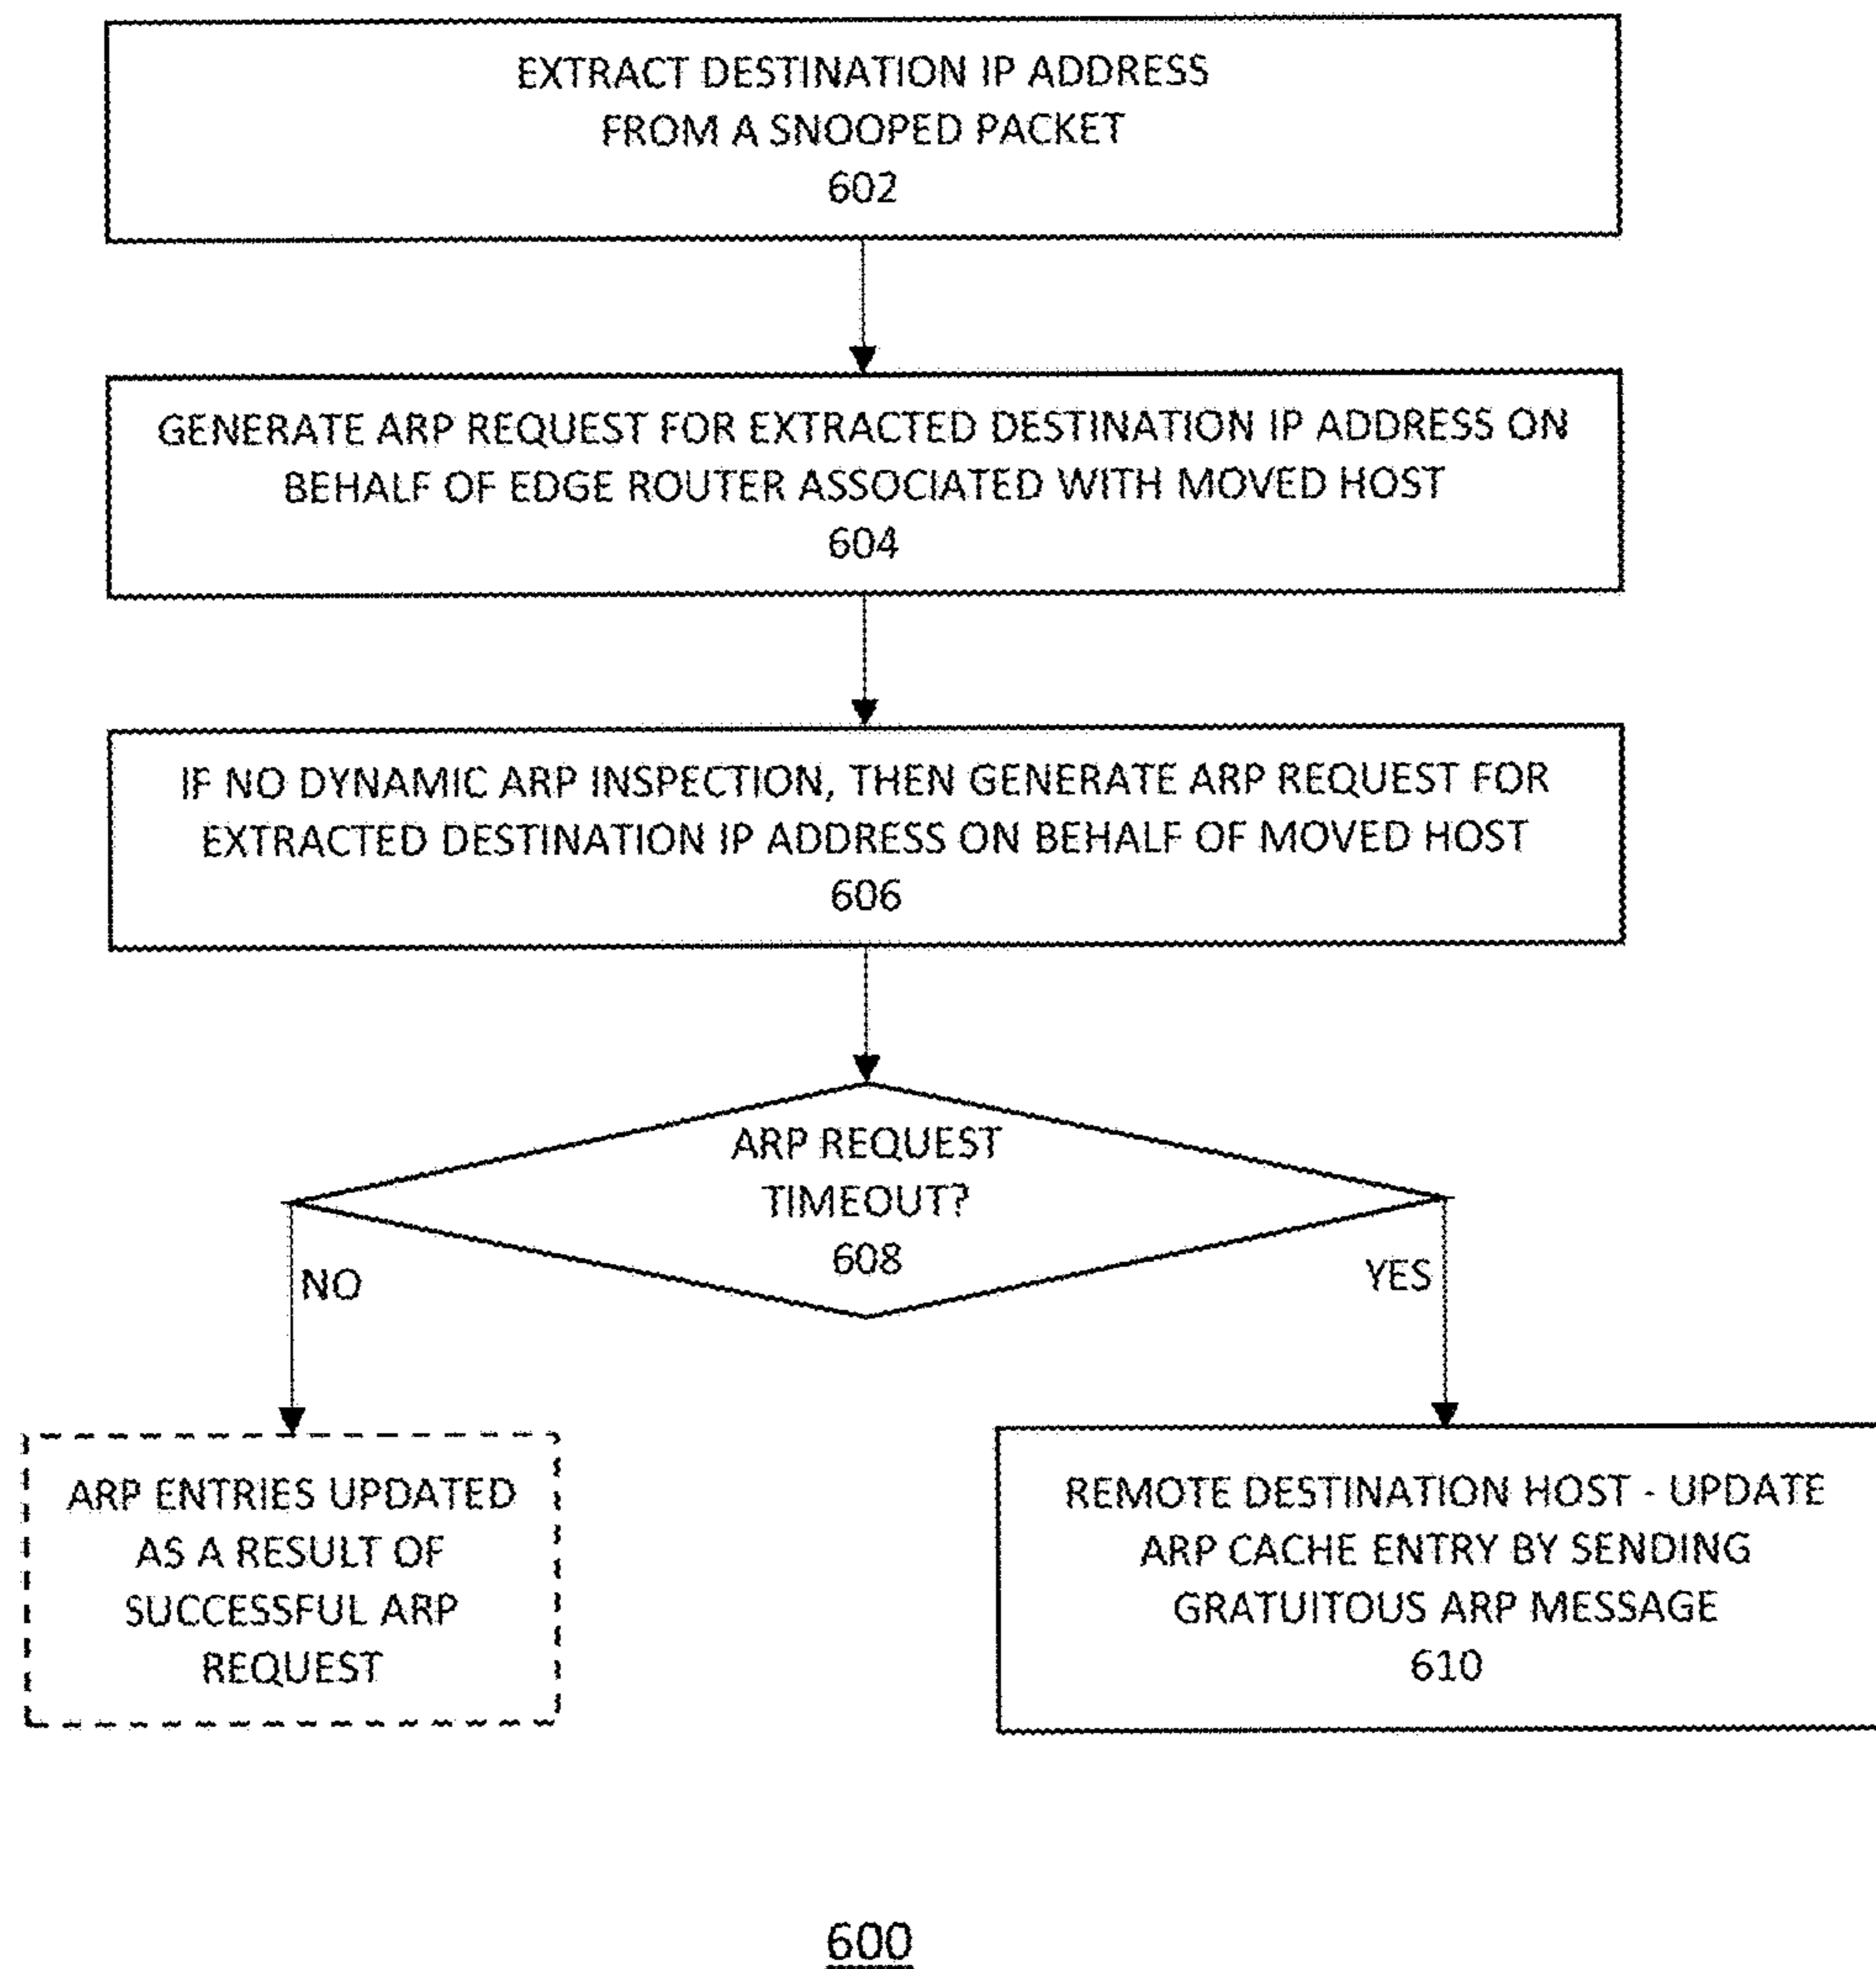 EXTRACT DESTINATION IP ADDRESS
FROM A SNOOPED PACKET
602
GENERATE ARP REQUEST FOR EXTRACTED DESTINATION IP ADDRESS ON
BEHALF OF EDGE ROUTER ASSOCIATED WITH MOVED HOST
604
IF NO DYNAMIC ARP INSPECTION, THEN GENERATE ARP REQUEST FOR
EXTRACTED DESTINATION IP ADDRESS ON BEHALF OF MOVED HOST
606
ARP REQUEST
TIMEOUT?
608
NO
YES
ARP ENTRIES UPDATED
AS A RESULT OF
SUCCESSFUL ARP
REQUEST
REMOTE DESTINATION HOST - UPDATE
ARP CACHE ENTRY BY SENDING
GRATUITOUS ARP MESSAGE
610
600